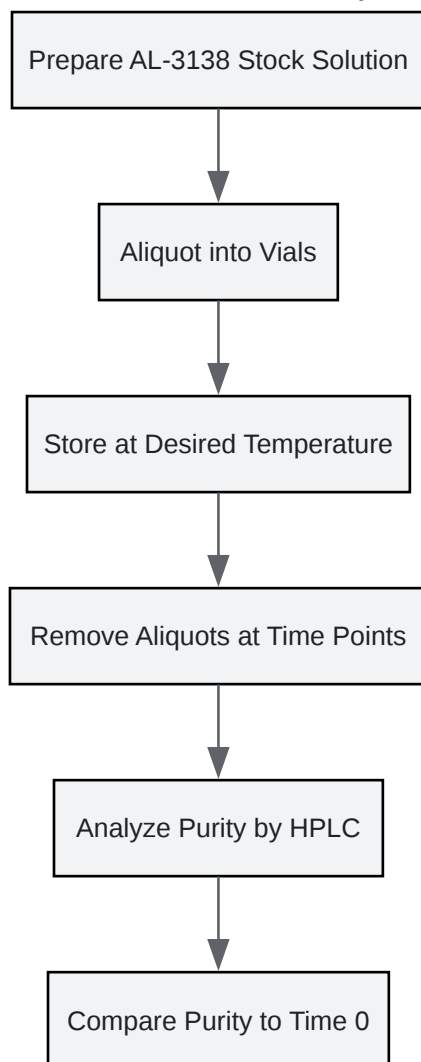 Prepare AL-3138 Stock Solution
Aliquot into Vials
Store at Desired Temperature
Remove Aliquots at Time Points
Analyze Purity by HPLC
Compare Purity to Time 0